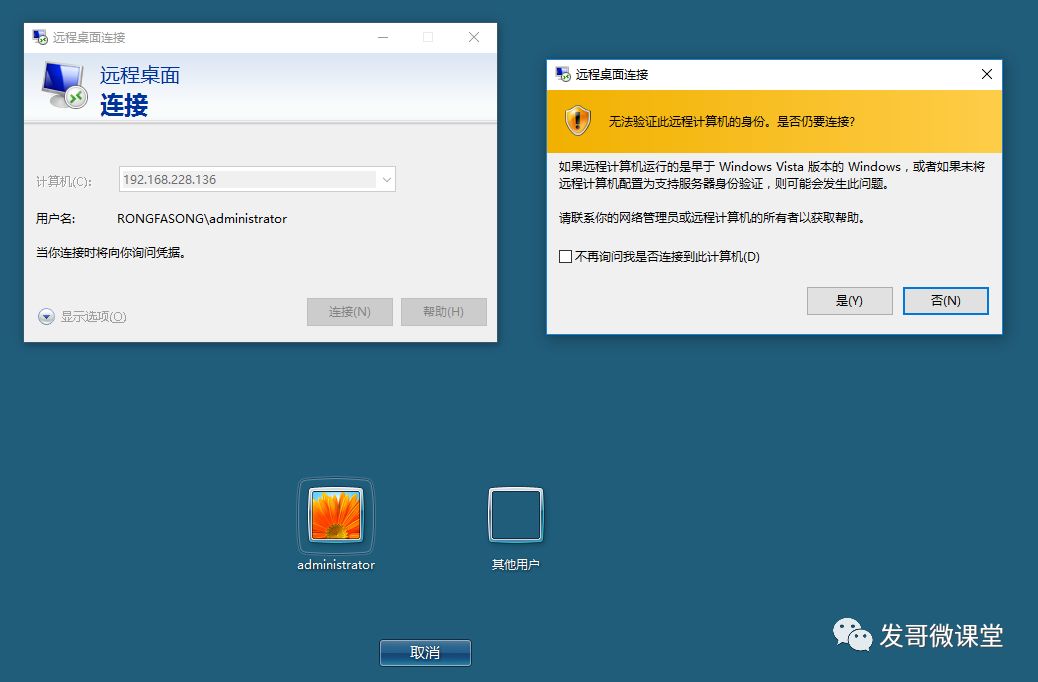 远程桌面连接
远程桌面
连接
计算机(C):
192.168.228.136
用户名:
RONGFASONG\administrator
当你连接时将向你询问凭据。
显示选项(O)
连接(N)
帮助(H)
远程桌面连接
无法验证此远程计算机的身份。是否仍要连接?
如果远程计算机运行的是早于 Windows Vista 版本的 Windows，或者如果未将
远程计算机配置为支持服务器身份验证，则可能会发生此问题。
请联系你的网络管理员或远程计算机的所有者以获取帮助。
不再询问我是否连接到此计算机(D)
是(Y)
否(N)
administrator
其他用户
取消
发哥微课堂